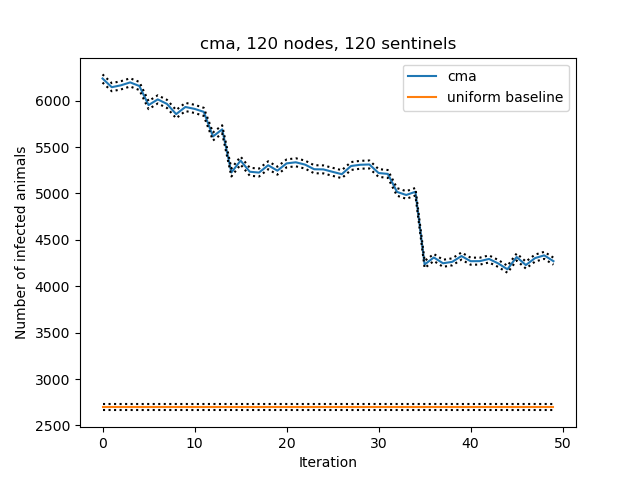 cma, 120 nodes, 120 sentinels
cma
uniform baseline
Number of infected animals
6000
5500
5000
4500
4000
3500
3000
2500
0 10 20 30 40 50
Iteration